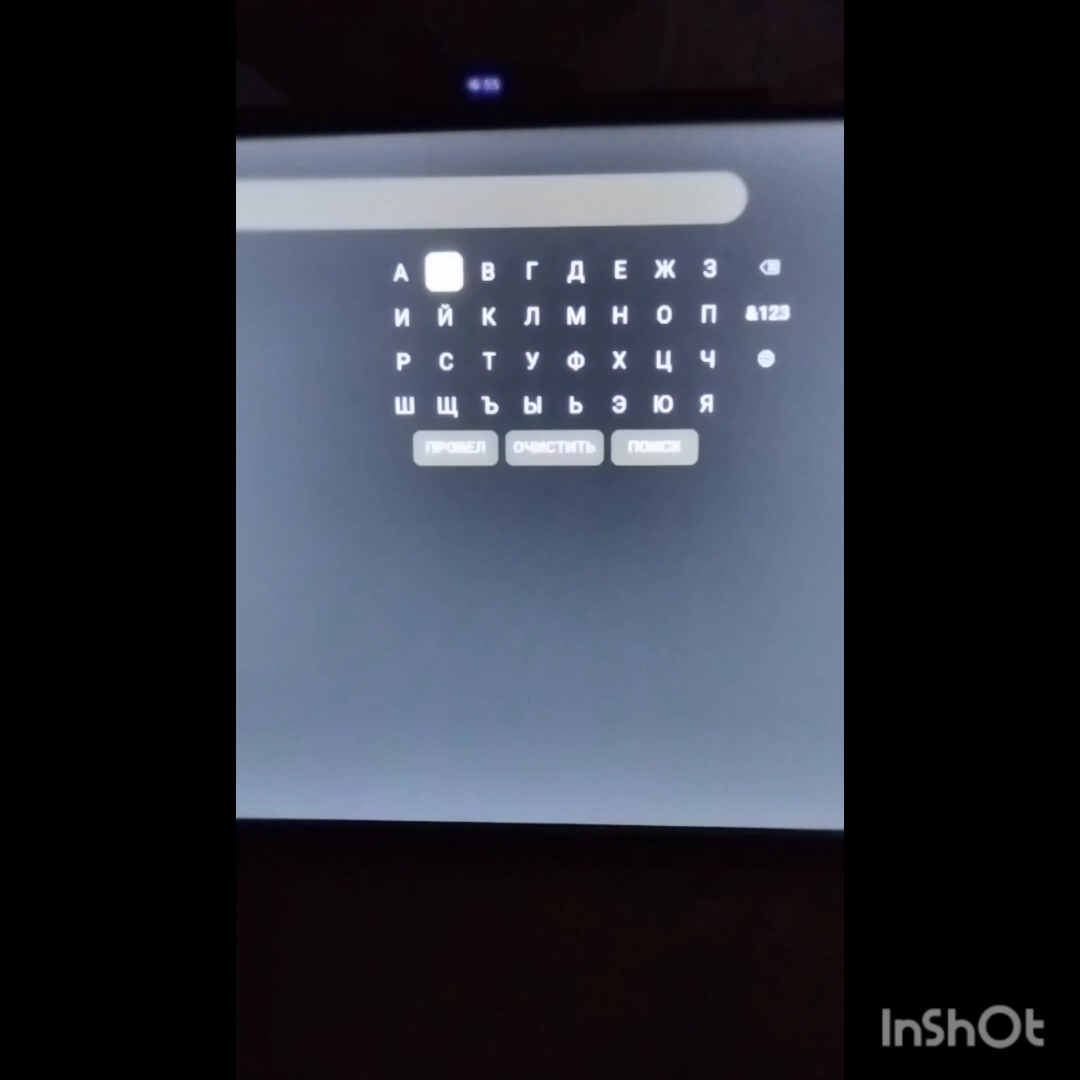 А В Г Д Е Ж З
И Й К Л М Н О П &123
Р С Т У Ф Х Ц Ч
Ш Щ Ъ Ы Ь Э Ю Я
ПРОБЕЛ ОЧИСТИТЬ ПОИСК
InShOt